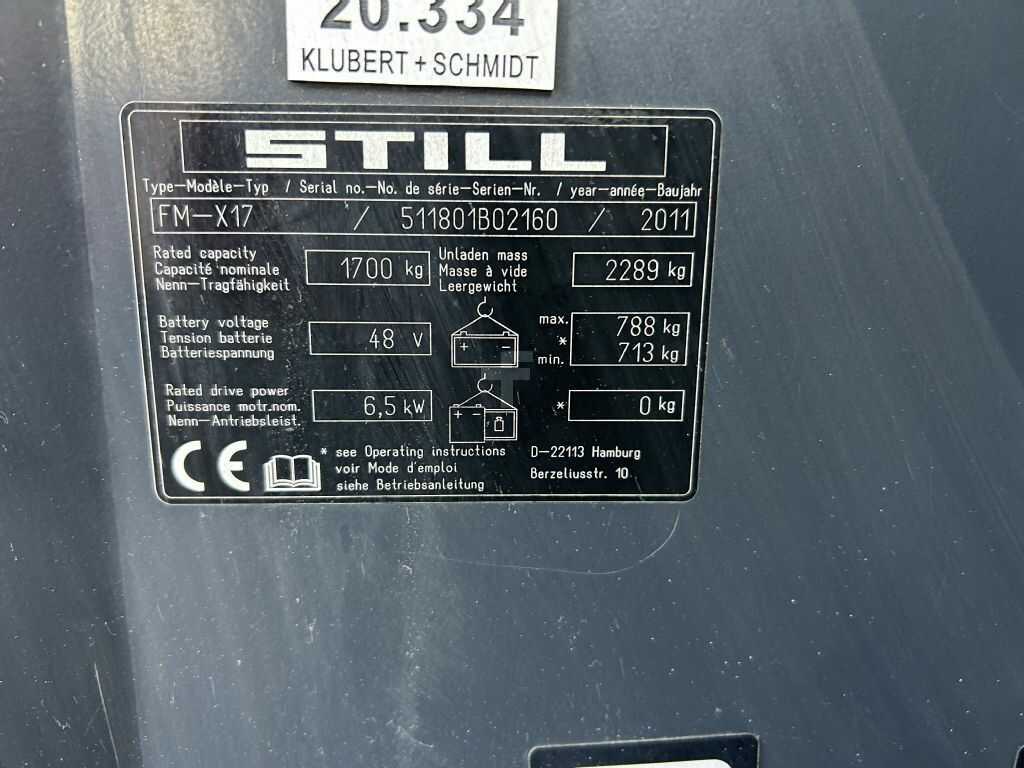 20.334
KLUBERT + SCHMIDT
STILL
Type–Modèle–Typ / Serial no.–No. de série–Serien–Nr. / year–année–Baujahr
FM–X17 / 511801B02160 / 2011
Rated capacity
Capacité nominale
Nenn–Tragfähigkeit
1700 kg
Unladen mass
Masse à vide
Leergewicht
2289 kg
Battery voltage
Tension batterie
Batteriespannung
48 V
max. 788 kg
*
min. 713 kg
Rated drive power
Puissance motr.nom.
Nenn–Antriebsleist.
6,5 kW
* 0 kg
CE
* see Operating instructions
voir Mode d'emploi
siehe Betriebsanleitung
D–22113 Hamburg
Berzeliusstr. 10